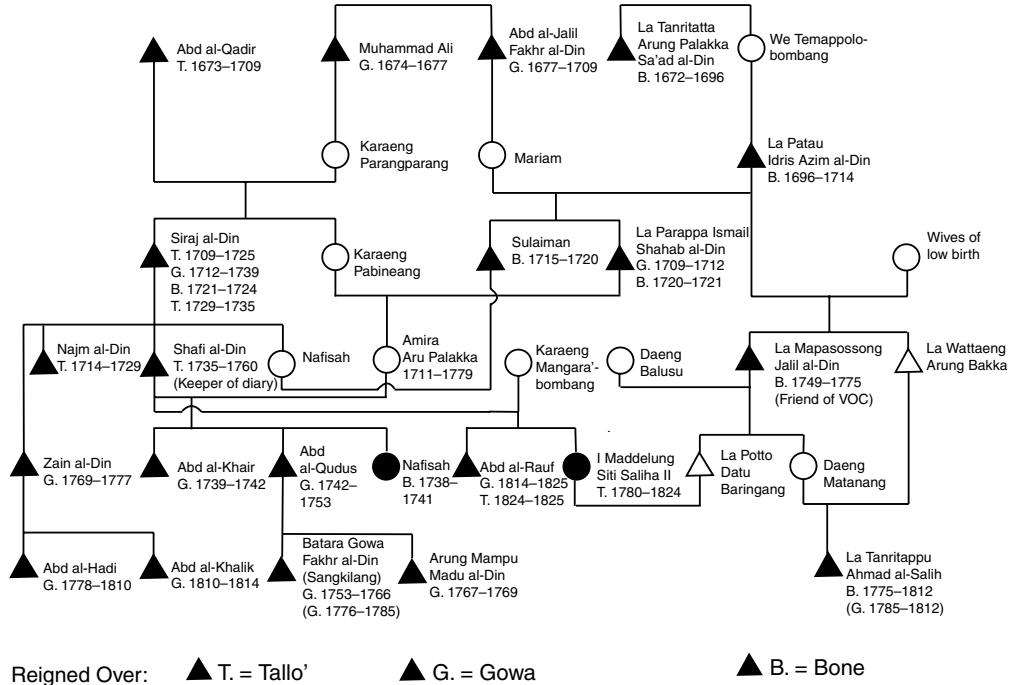 Abd al-Qadir
T. 1673–1709
Muhammad Ali
G. 1674–1677
Abd al-Jalil
Fakhr al-Din
G. 1677–1709
La Tanritatta
Arung Palakka
Sa'ad al-Din
B. 1672–1696
We Temappolo-
bombang
Karaeng
Parangparang
Mariam
La Patau
Idris Azim al-Din
B. 1696–1714
Siraj al-Din
T. 1709–1725
G. 1712–1739
B. 1721–1724
T. 1729–1735
Karaeng
Pabineang
Sulaiman
B. 1715–1720
La Parappa Ismail
Shahab al-Din
G. 1709–1712
B. 1720–1721
Wives of
low birth
Najm al-Din
T. 1714–1729
Shafi al-Din
T. 1735–1760
(Keeper of diary)
Nafisah
Amira
Aru Palakka
1711–1779
Karaeng
Mangara'-
bombang
Daeng
Balusu
La Mapasossong
Jalil al-Din
B. 1749–1775
(Friend of VOC)
La Wattaeng
Arung Bakka
Zain al-Din
G. 1769–1777
Abd al-Khair
G. 1739–1742
Abd
al-Qudus
G. 1742–
1753
Nafisah
B. 1738–
1741
Abd al-Rauf
G. 1814–1825
T. 1824–1825
I Maddelung
Siti Saliha II
T. 1780–1824
La Potto
Datu
Baringang
Daeng
Matanang
Abd al-Hadi
G. 1778–1810
Abd al-Khalik
G. 1810–1814
Batara Gowa
Fakhr al-Din
(Sangkilang)
G. 1753–1766
(G. 1776–1785)
Arung Mampu
Madu al-Din
G. 1767–1769
La Tanritappu
Ahmad al-Salih
B. 1775–1812
(G. 1785–1812)
Reigned Over: T. = Tallo' G. = Gowa B. = Bone